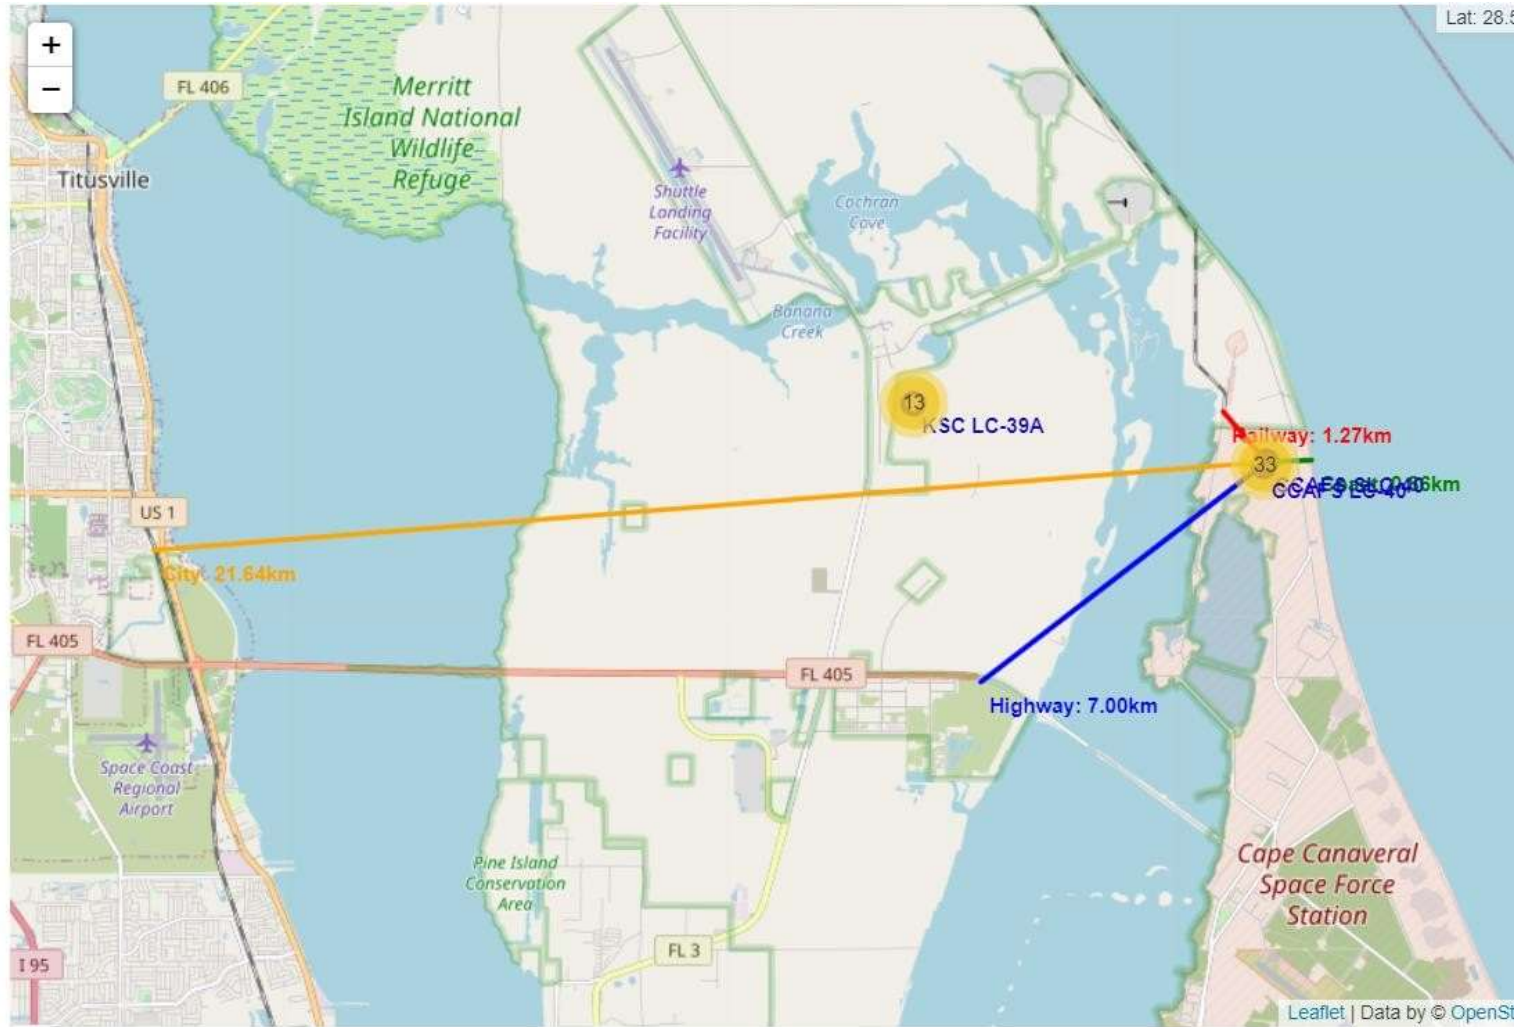 +
Lat: 28.5
−
FL 406
Merritt
Island National
Wildlife
Refuge
Titusville
Shuttle
Landing
Facility
Cochran
Cove
Banana
Creek
13
KSC LC-39A
Railway: 1.27km
33
CCAFS LC-40
US 1
City: 21.64km
FL 405
FL 405
Highway: 7.00km
Space Coast
Regional
Airport
Pine Island
Conservation
Area
Cape Canaveral
Space Force
Station
FL 3
I 95
Leaflet | Data by © OpenSt